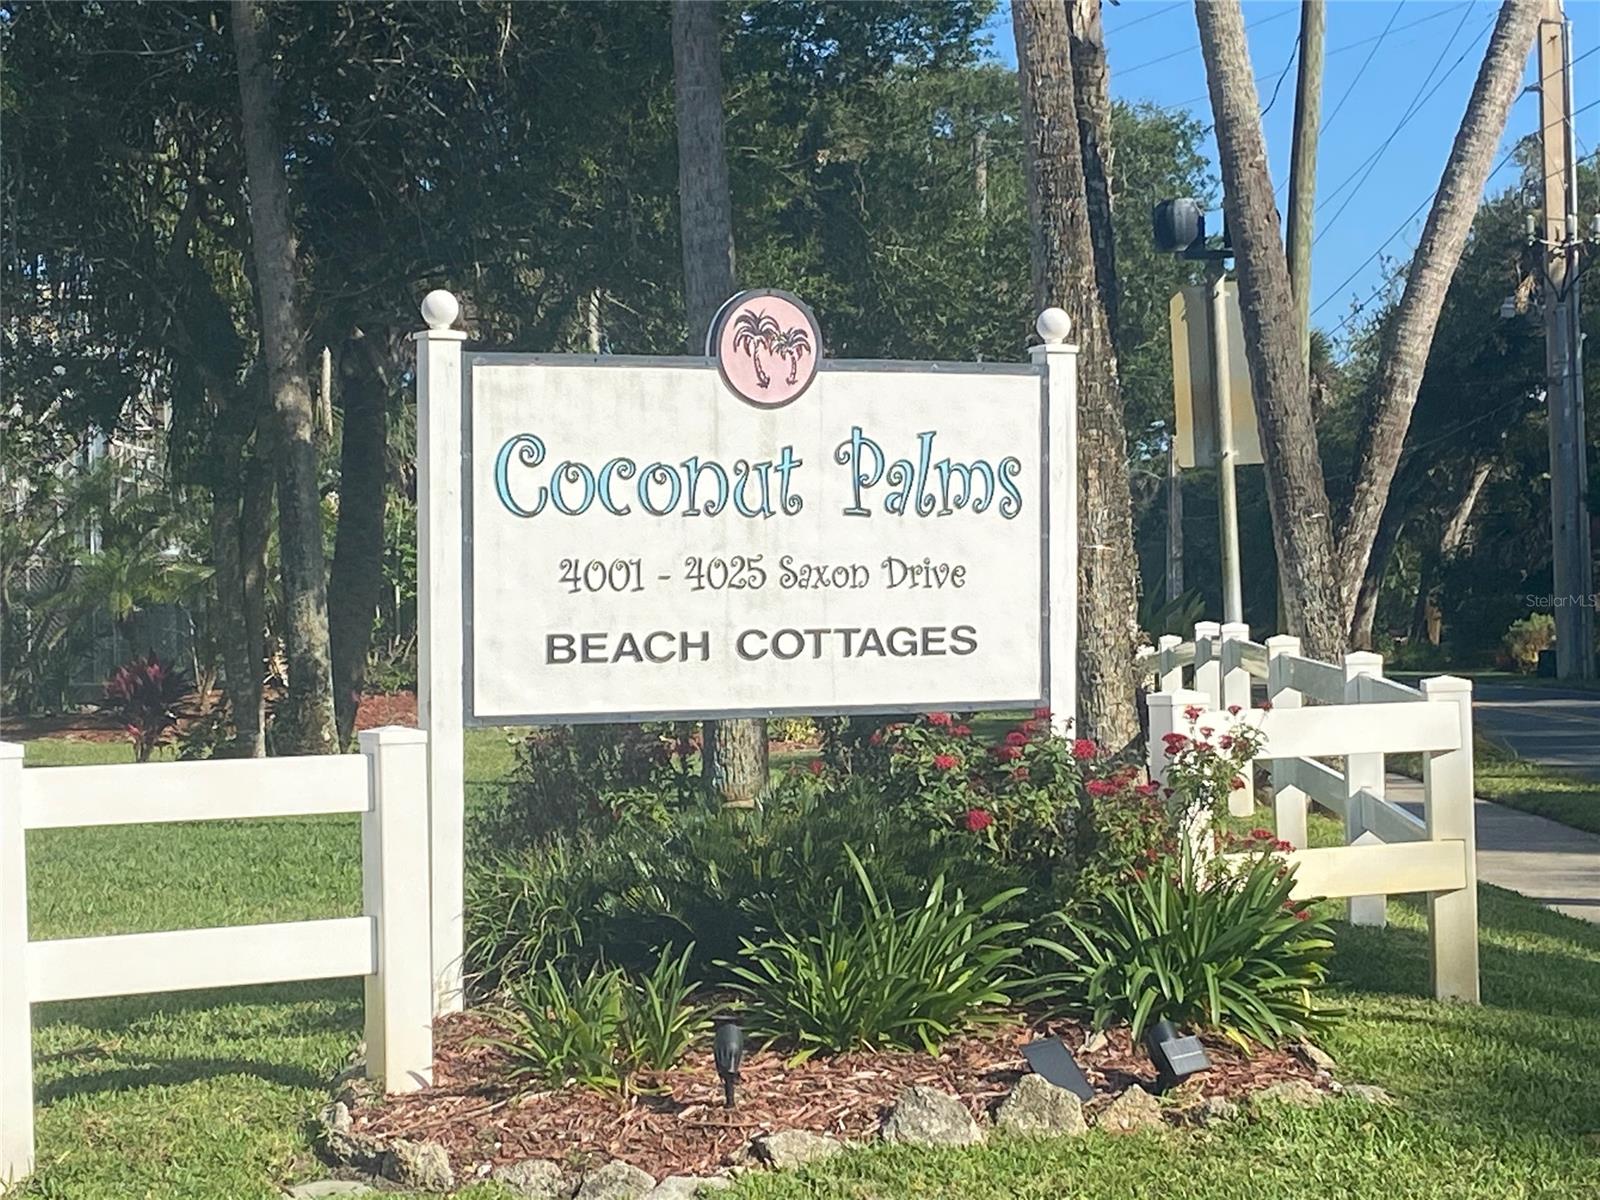 Coconut Palms
4001 - 4025 Saxon Drive
BEACH COTTAGES
StellarMLS